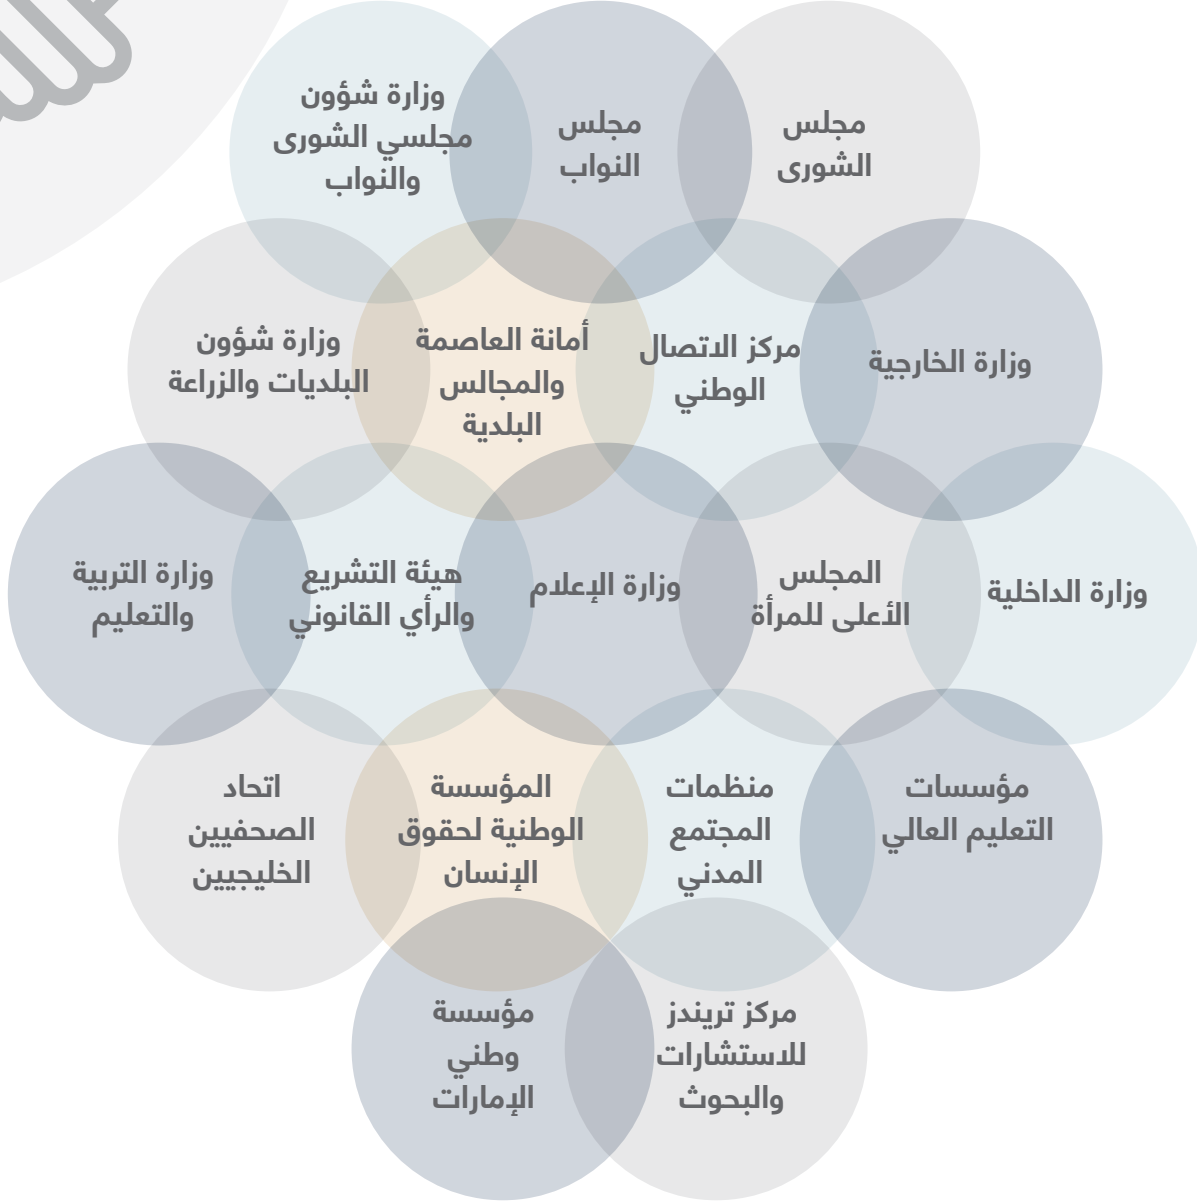 مجلس
الشورى
مجلس
النواب
وزارة شؤون
مجلسي الشورى
والنواب
وزارة الخارجية
مركز الاتصال
الوطني
أمانة العاصمة
والمجالس
البلدية
وزارة شؤون
البلديات والزراعة
وزارة الداخلية
المجلس
الأعلى للمرأة
وزارة الإعلام
هيئة التشريع
والرأي القانوني
وزارة التربية
والتعليم
مؤسسات
التعليم العالي
منظمات
المجتمع
المدني
المؤسسة
الوطنية لحقوق
الإنسان
اتحاد
الصحفيين
الخليجيين
مركز تريندز
للاستشارات
والبحوث
مؤسسة
وطني
الإمارات